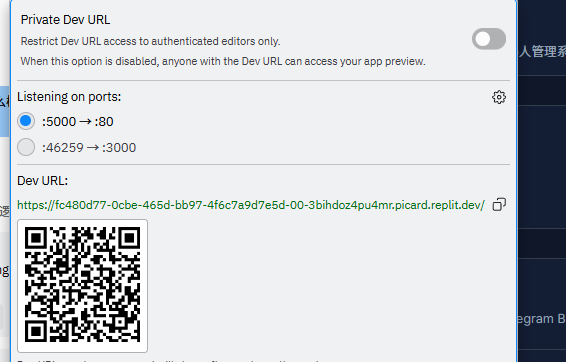 Private Dev URL
Restrict Dev URL access to authenticated editors only.
When this option is disabled, anyone with the Dev URL can access your app preview.
人管理系
Listening on ports:
:5000 → :80
:46259 → :3000
Dev URL:
https://fc480d77-0cbe-465d-bb97-4f6c7a9d7e5d-00-3bihdoz4pu4mr.picard.replit.dev/
egram B